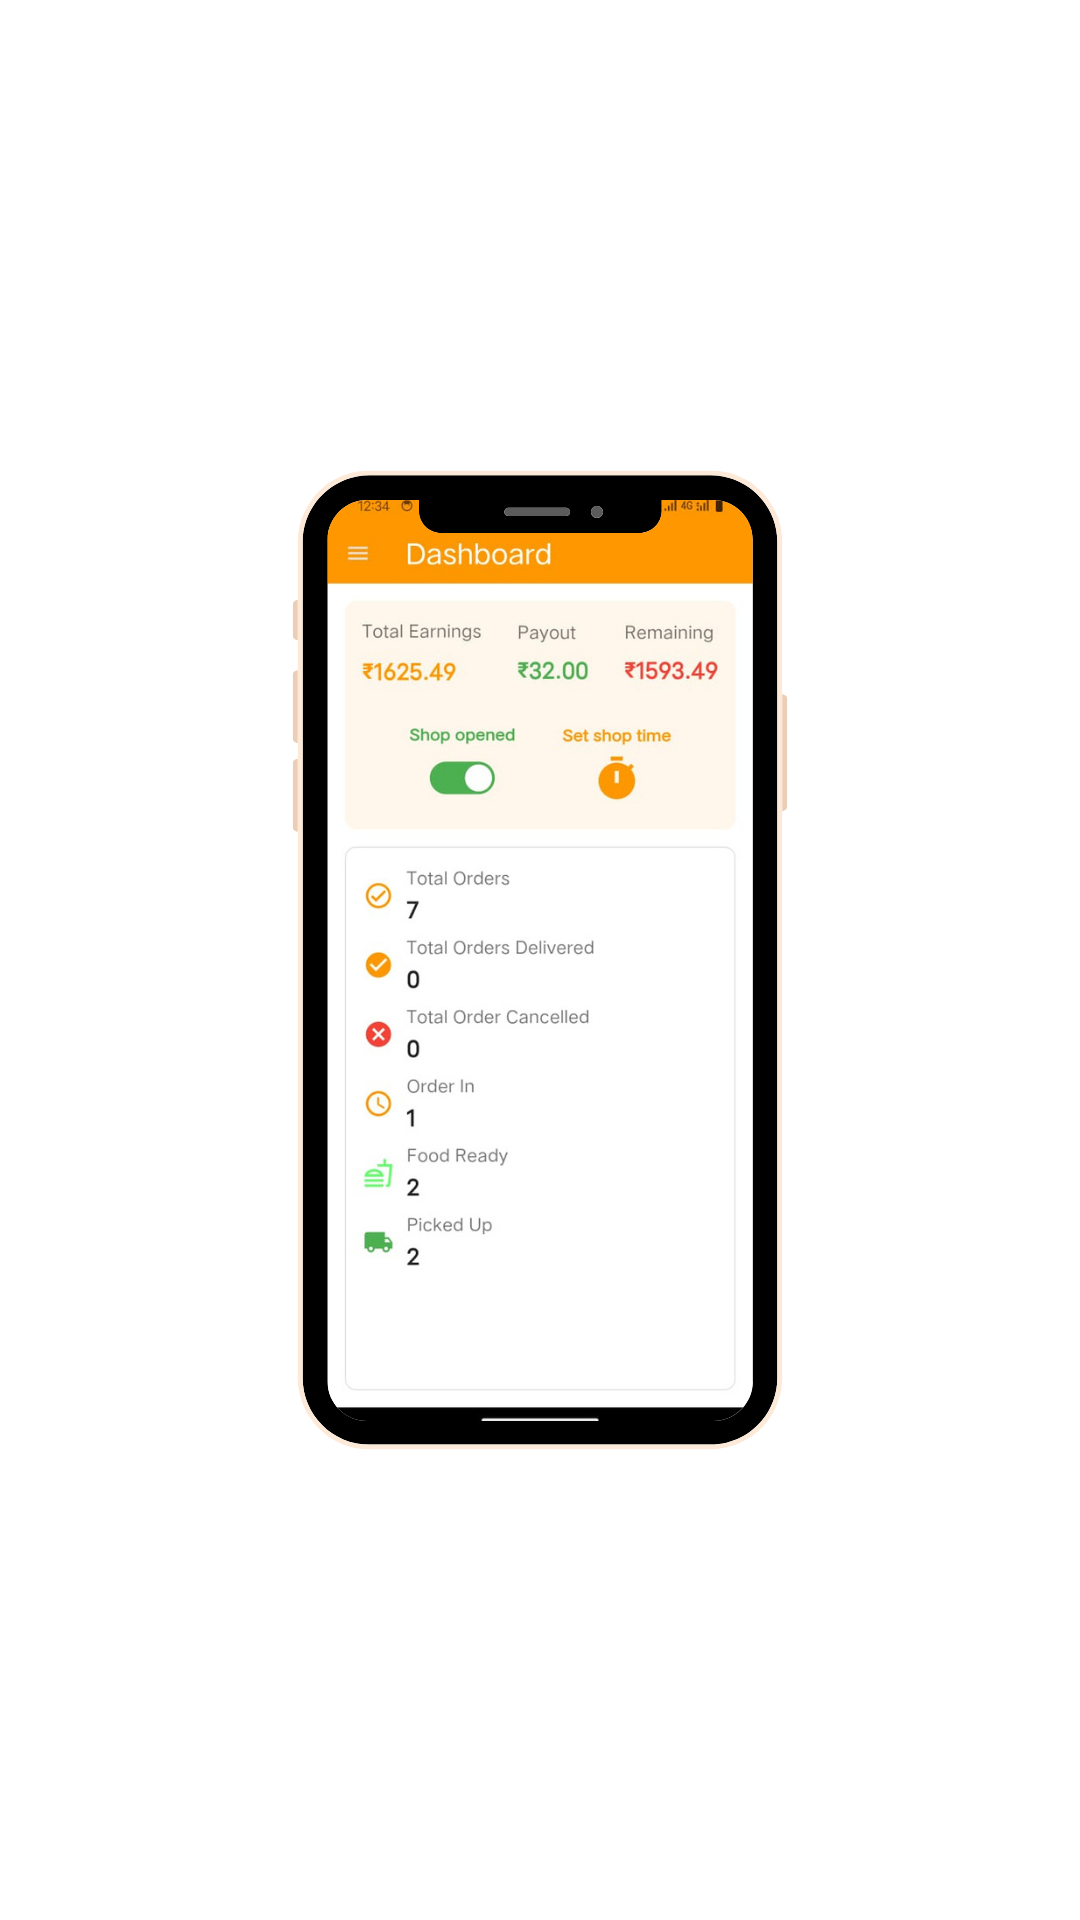 12:34 4G
Dashboard
Total Earnings Payout Remaining
₹1625.49 ₹32.00 ₹1593.49
Shop opened Set shop time
Total Orders
7
Total Orders Delivered
0
Total Order Cancelled
0
Order In
1
Food Ready
2
Picked Up
2